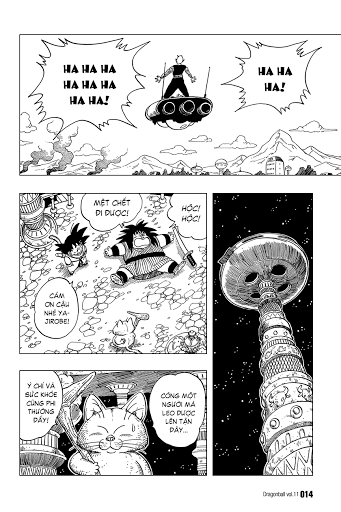 HA HA HA
HA HA HA
HA HA!
HA HA
HA!
MỆT CHẾT
ĐI ĐƯỢC!
HỘC!
HỘC!
CẢM
ƠN CẬU
NHÉ YA-
JIROBE!
Ý CHÍ VÀ
SỨC KHỎE
CŨNG PHI
THƯỜNG
ĐẤY!
CÕNG MỘT
NGƯỜI MÀ
LEO ĐƯỢC
LÊN TẬN
ĐÂY...
Dragonball vol.11 014